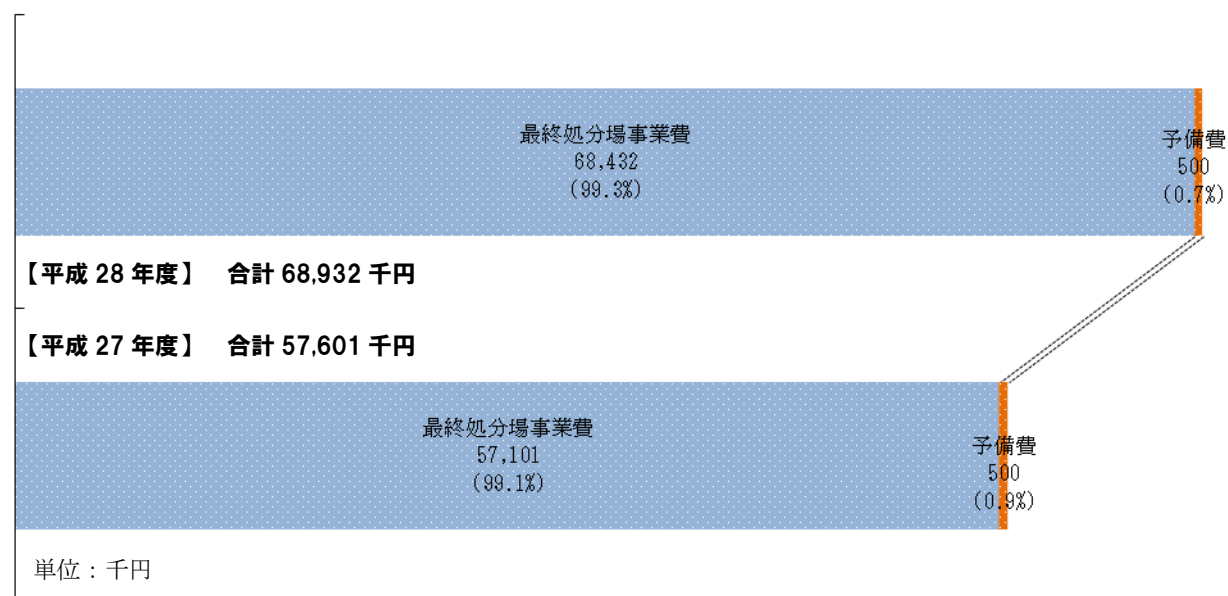 最終処分場事業費
68,432
(99.3%)
予備費
500
(0.7%)
【平成 28 年度】　合計 68,932 千円
【平成 27 年度】　合計 57,601 千円
最終処分場事業費
57,101
(99.1%)
予備費
500
(0.9%)
単位：千円